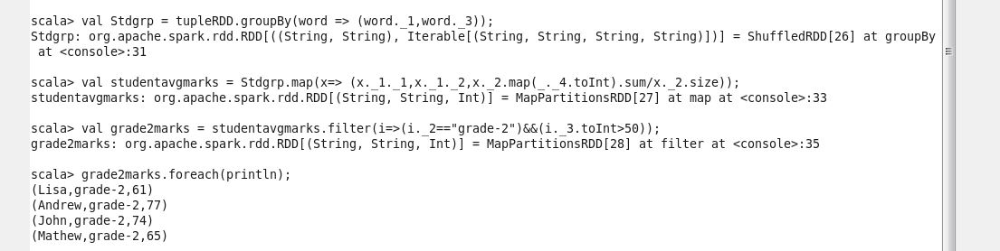 scala> val Stdgrp = tupleRDD.groupBy(word => (word._1,word._3));
Stdgrp: org.apache.spark.rdd.RDD[((String, String), Iterable[(String, String, String, String)])] = ShuffledRDD[26] at groupBy
 at <console>:31
scala> val studentavgmarks = Stdgrp.map(x=> (x._1._1,x._1._2,x._2.map(_._4.toInt).sum/x._2.size));
studentavgmarks: org.apache.spark.rdd.RDD[(String, String, Int)] = MapPartitionsRDD[27] at map at <console>:33
scala> val grade2marks = studentavgmarks.filter(i=>(i._2=="grade-2")&&(i._3.toInt>50));
grade2marks: org.apache.spark.rdd.RDD[(String, String, Int)] = MapPartitionsRDD[28] at filter at <console>:35
scala> grade2marks.foreach(println);
(Lisa,grade-2,61)
(Andrew,grade-2,77)
(John,grade-2,74)
(Mathew,grade-2,65)